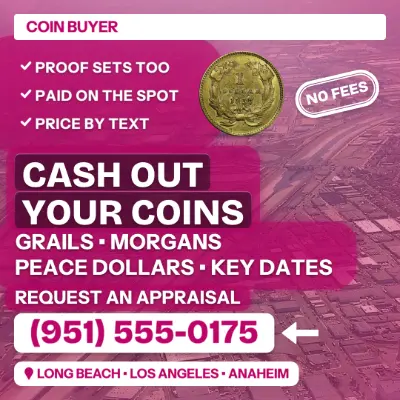 COIN BUYER
PROOF SETS TOO
PAID ON THE SPOT
PRICE BY TEXT
NO FEES
CASH OUT
YOUR COINS
GRAILS • MORGANS
PEACE DOLLARS • KEY DATES
REQUEST AN APPRAISAL
(951) 555-0175
LONG BEACH • LOS ANGELES • ANAHEIM